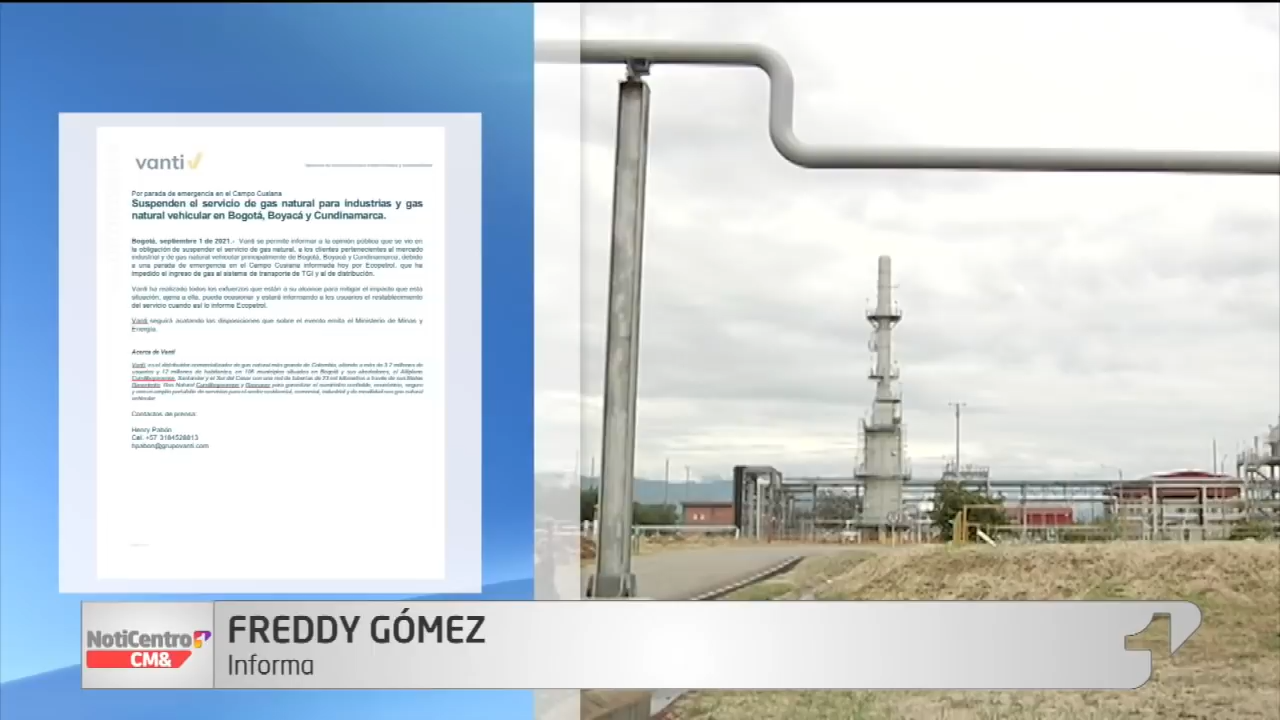 vanti
Por parada de emergencia en el Campo Cusiana
Suspenden el servicio de gas natural para industrias y gas
natural vehicular en Bogotá, Boyacá y Cundinamarca.
Bogotá, septiembre 1 de 2021.- Vanti se permite informar a la opinión pública que se vio en
la obligación de suspender el servicio de gas natural, a los clientes pertenecientes al mercado
industrial y de gas natural vehicular principalmente de Bogotá, Boyacá y Cundinamarca, debido
a una parada de emergencia en el Campo Cusiana informada hoy por Ecopetrol, que ha
impedido el ingreso de gas al sistema de transporte de TGI y al de distribución.
Vanti ha realizado todos los esfuerzos que están a su alcance para mitigar el impacto que esta
situación, ajena a ella, pueda ocasionar y estará informando a los usuarios el restablecimiento
del servicio cuando así lo informe Ecopetrol.
Vanti seguirá acatando las disposiciones que sobre el evento emita el Ministerio de Minas y
Energía.
Acerca de Vanti
Contactos de prensa:
Henry Pabón
Cel. +57 3184528813
hpabon@grupovanti.com
NotiCentro 1
CM&
FREDDY GÓMEZ
Informa
1